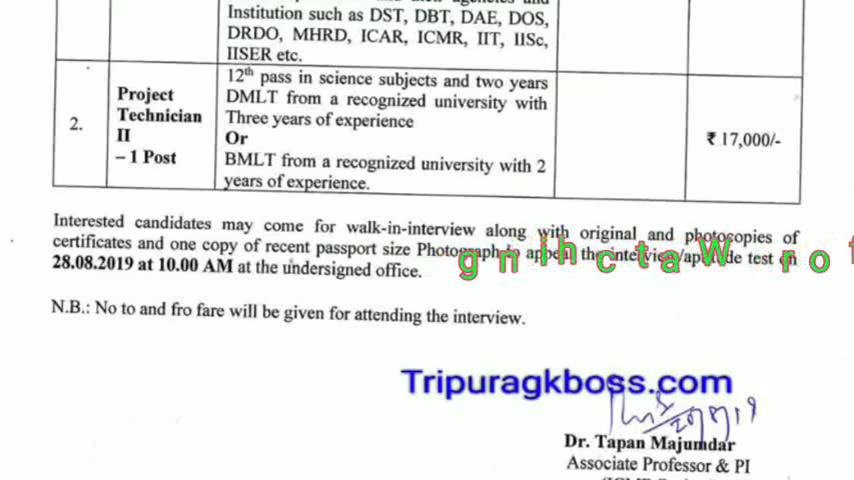 Institution such as DST, DBT, DAE, DOS,
DRDO, MHRD, ICAR, ICMR, IIT, IISc,
IISER etc.
2.
Project
Technician
II
– 1 Post
12th pass in science subjects and two years
DMLT from a recognized university with
Three years of experience
Or
BMLT from a recognized university with 2
years of experience.
₹ 17,000/-
Interested candidates may come for walk-in-interview along with original and photocopies of
certificates and one copy of recent passport size Photograph to appear the interview/aptitude test on
28.08.2019 at 10.00 AM at the undersigned office.
N.B.: No to and fro fare will be given for attending the interview.
Tripuragkboss.com
Dr. Tapan Majumdar
Associate Professor & PI